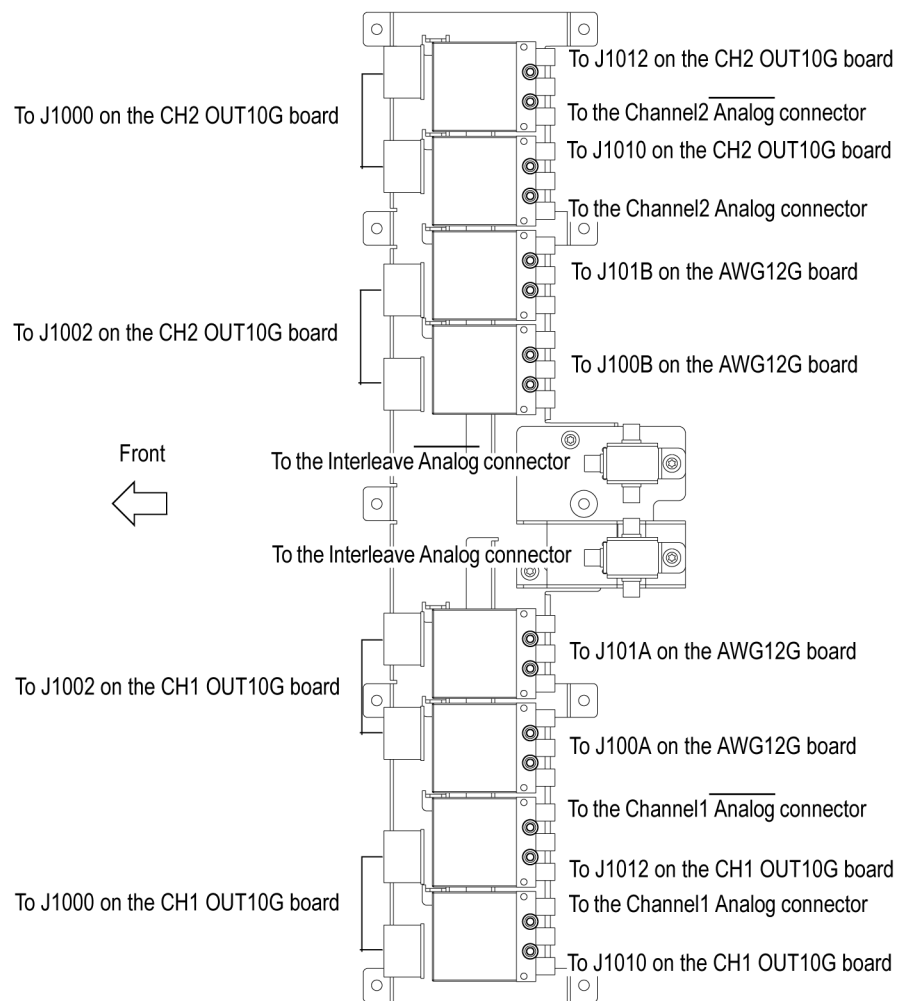 To J1012 on the CH2 OUT10G board
To J1000 on the CH2 OUT10G board
To the Channel2 Analog connector
To J1010 on the CH2 OUT10G board
To the Channel2 Analog connector
To J101B on the AWG12G board
To J1002 on the CH2 OUT10G board
To J100B on the AWG12G board
Front
To the Interleave Analog connector
To the Interleave Analog connector
To J101A on the AWG12G board
To J1002 on the CH1 OUT10G board
To J100A on the AWG12G board
To the Channel1 Analog connector
To J1012 on the CH1 OUT10G board
To J1000 on the CH1 OUT10G board
To the Channel1 Analog connector
To J1010 on the CH1 OUT10G board